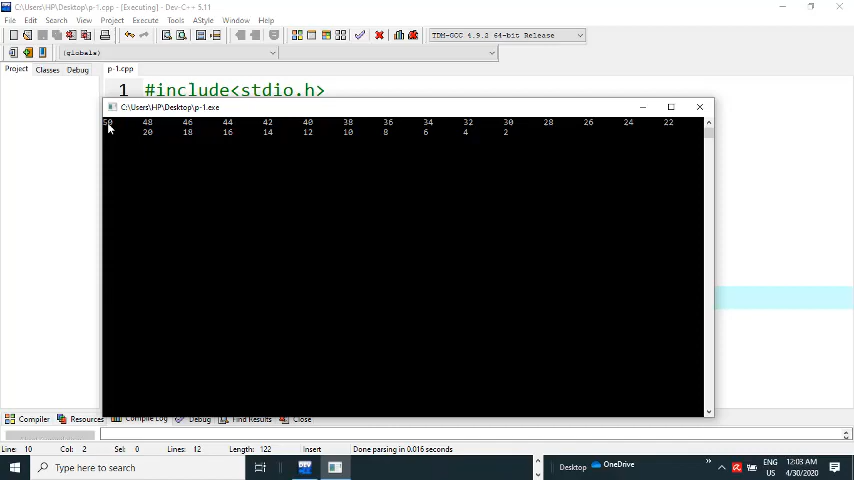 C:\Users\HP\Desktop\p-1.cpp - [Executing] - Dev-C++ 5.11
File Edit Search View Project Execute Tools AStyle Window Help
TDM-GCC 4.9.2 64-bit Release
(globals)
Project Classes Debug p-1.cpp
1 #include<stdio.h>
C:\Users\HP\Desktop\p-1.exe
50 48 46 44 42 40 38 36 34 32 30 28 26 24 22
20 18 16 14 12 10 8 6 4 2
Compiler Resources Compile Log Debug Find Results Close
Line: 10 Col: 2 Sel: 0 Lines: 12 Length: 122 Insert Done parsing in 0.016 seconds
Type here to search
Desktop OneDrive
ENG 12:03 AM
US 4/30/2020